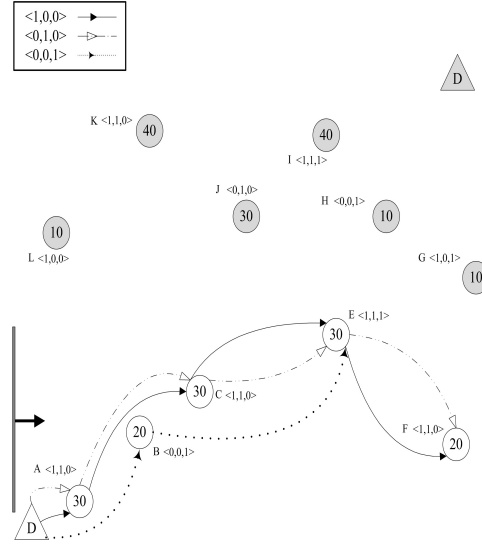 <1,0,0>
<0,1,0>
<0,0,1>
D
K <1,1,0>
40
40
I <1,1,1>
J <0,1,0>
30
H <0,0,1>
10
10
L <1,0,0>
G <1,0,1>
10
E <1,1,1>
30
30
C <1,1,0>
20
B <0,0,1>
F <1,1,0>
20
A <1,1,0>
30
D